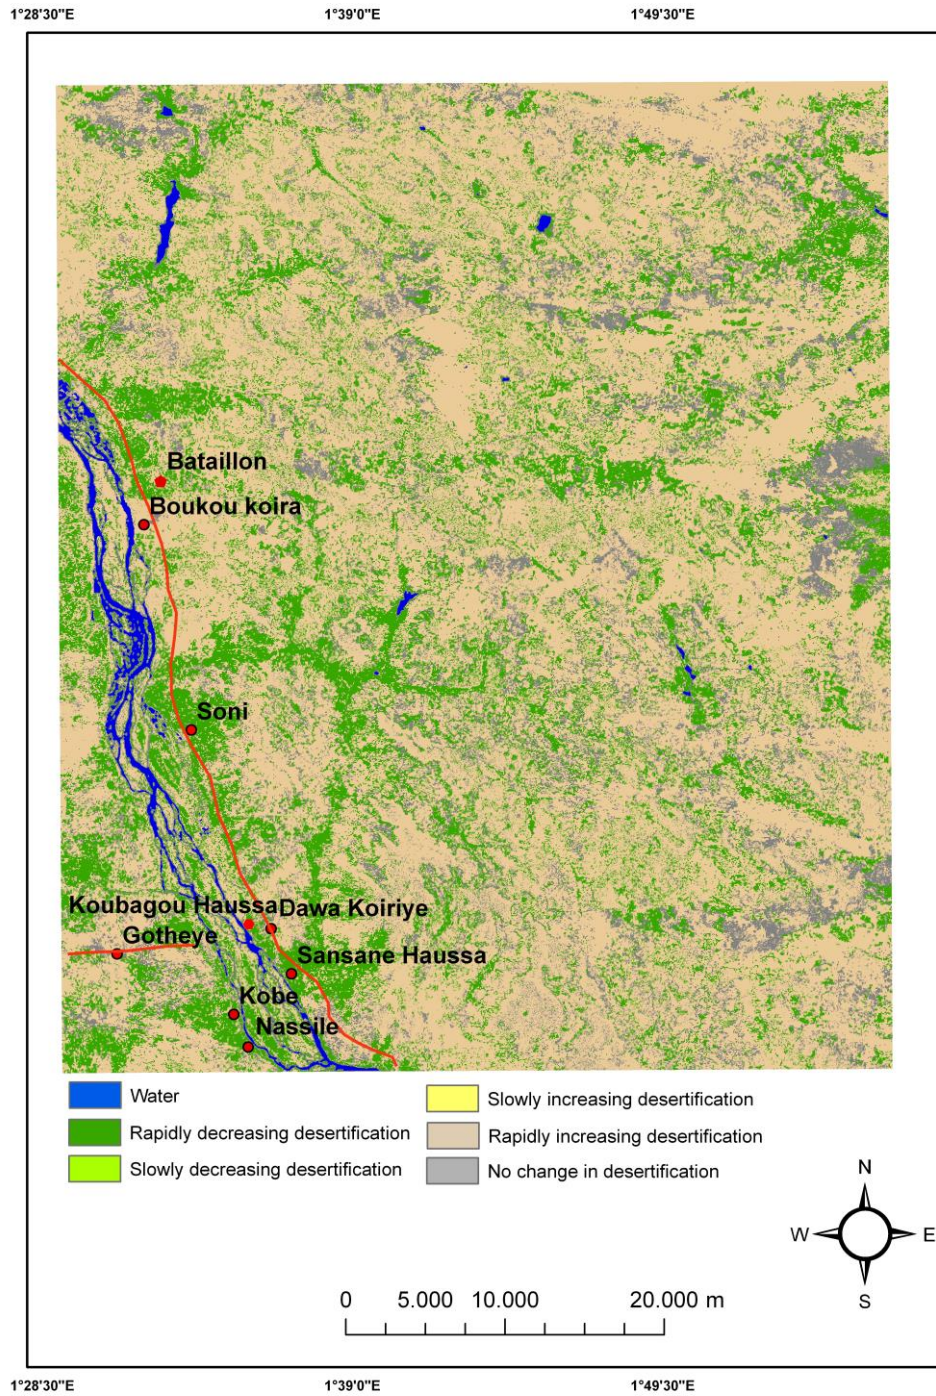 1°28'30"E 1°39'0"E 1°49'30"E
Bataillon
Boukou koira
Soni
Koubagou Haussa Dawa Koiriye
Gotheye
Sansane Haussa
Kobe
Nassile
Water
Rapidly decreasing desertification
Slowly decreasing desertification
Slowly increasing desertification
Rapidly increasing desertification
No change in desertification
N
W E
S
0 5.000 10.000 20.000 m
1°28'30"E 1°39'0"E 1°49'30"E